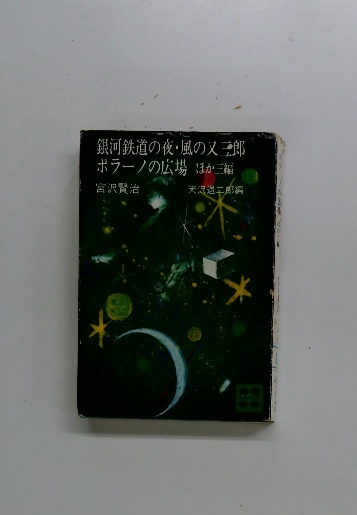 銀河鉄道の夜・風の又三郎
ポラーノの広場 ほか三編
宮沢賢治 天沢退二郎編